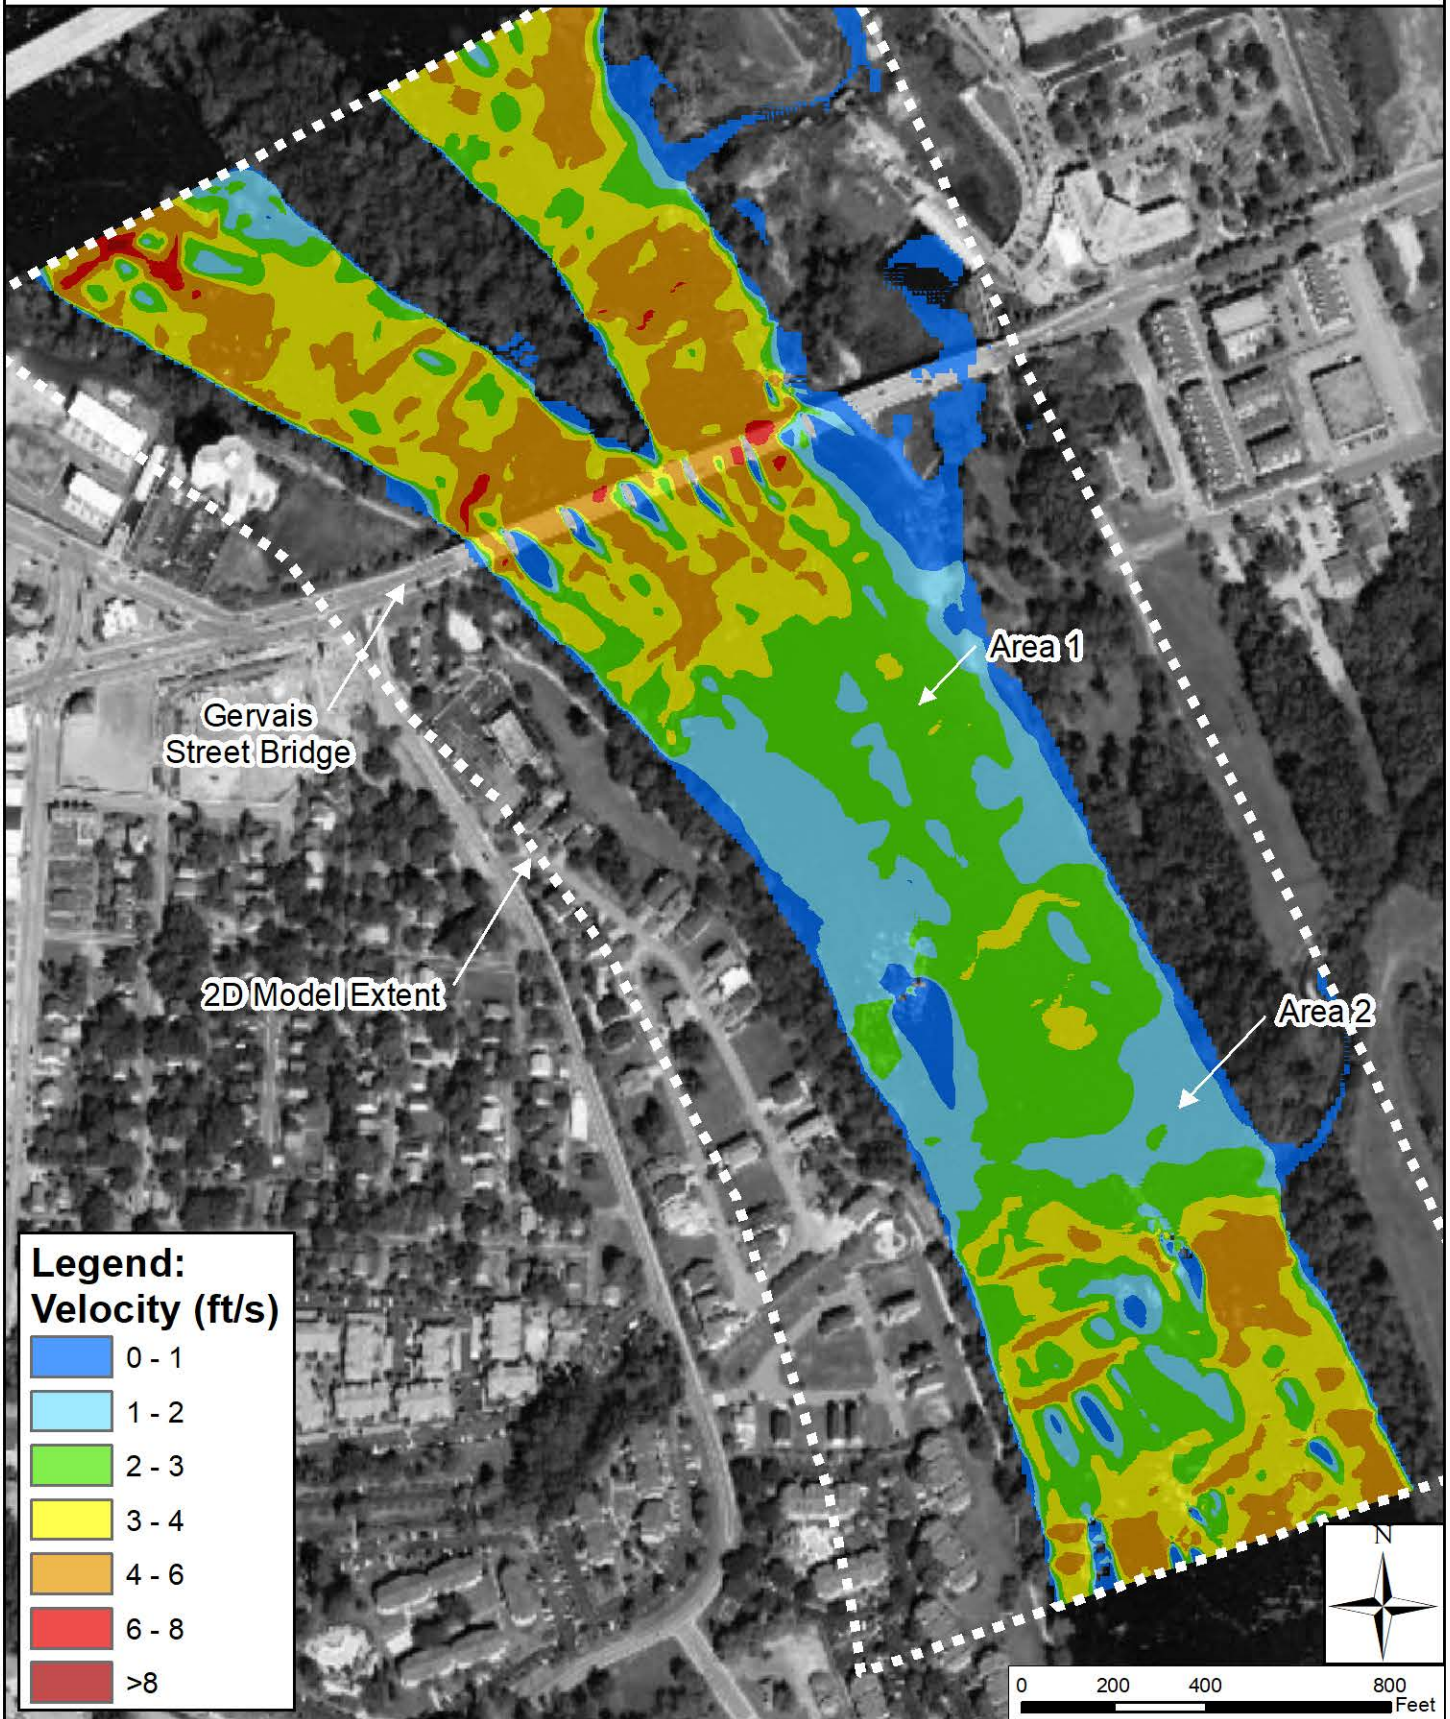 Area 1
Gervais
Street Bridge
2D Model Extent
Area 2
Legend:
Velocity (ft/s)
0 - 1
1 - 2
2 - 3
3 - 4
4 - 6
6 - 8
>8
N
0 200 400 800
Feet